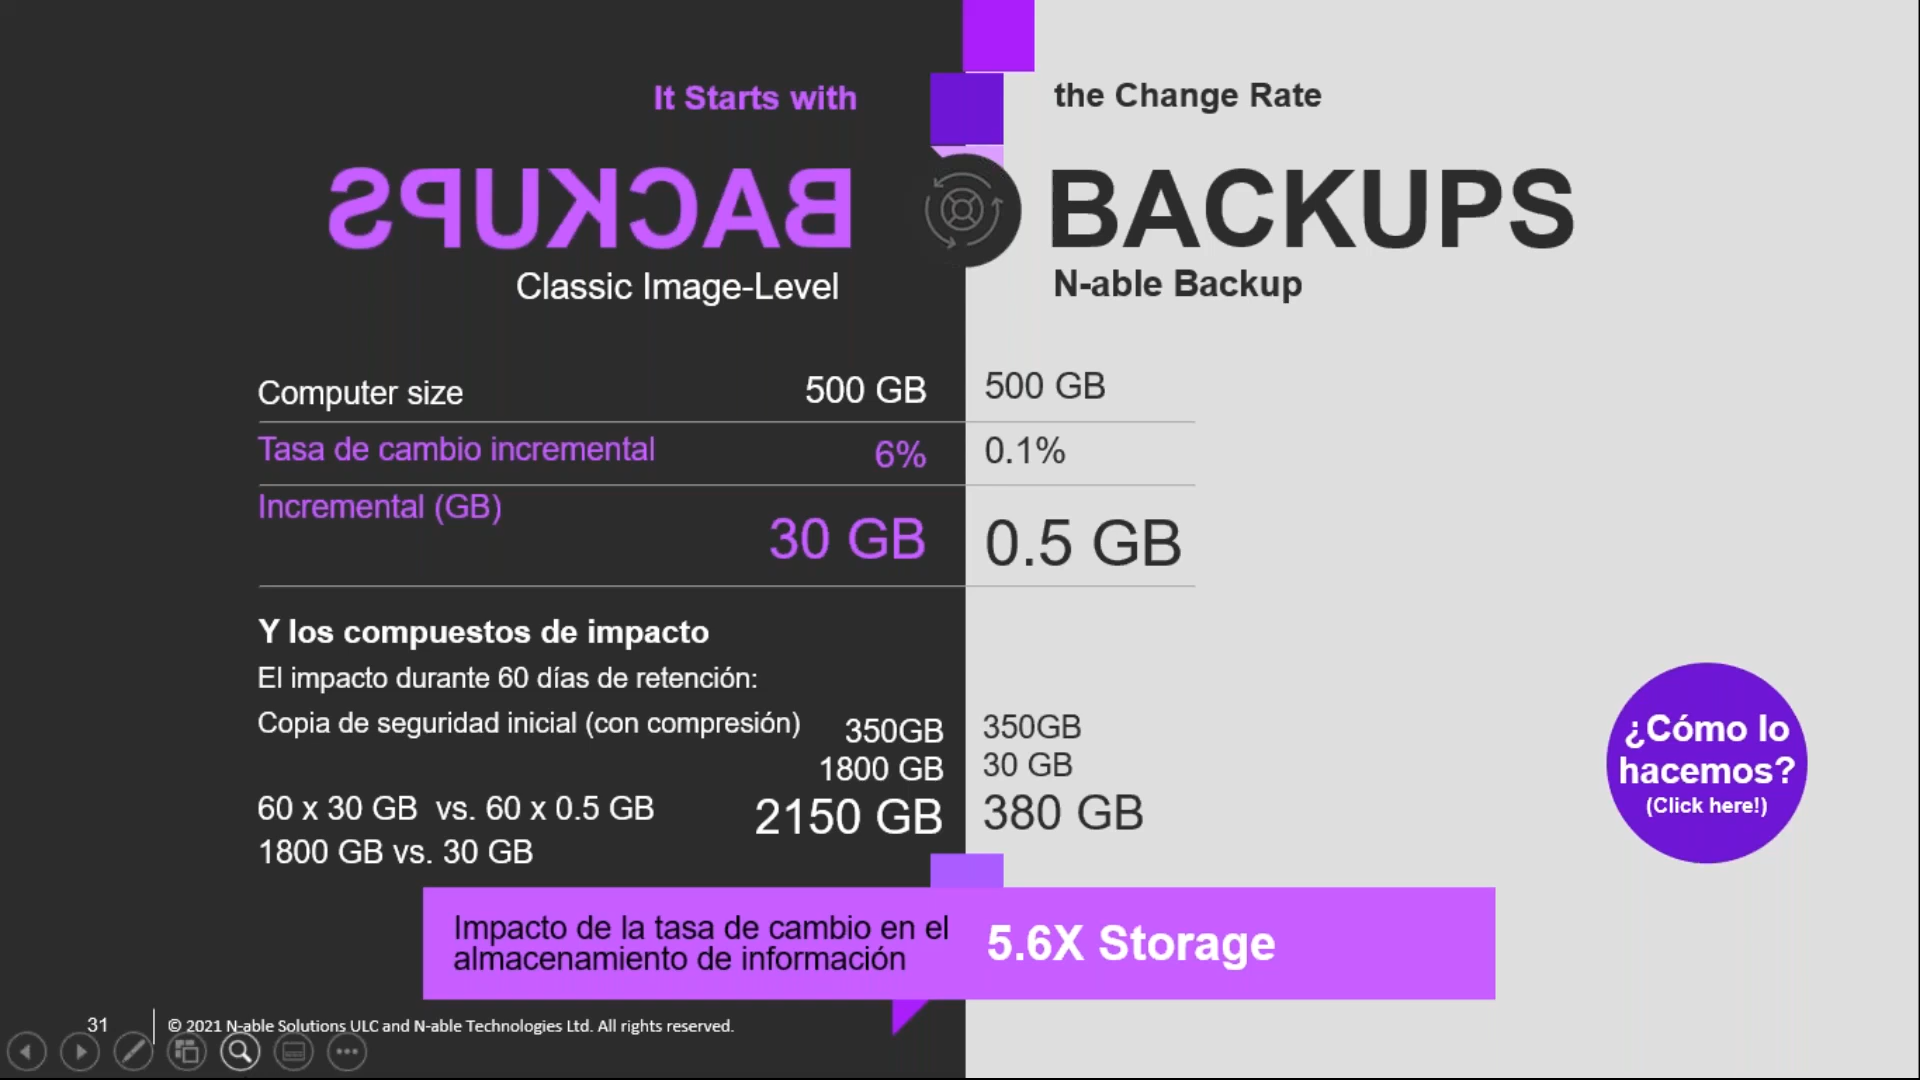 It Starts with
the Change Rate
BACKUPS
BACKUPS
Classic Image-Level
N-able Backup
Computer size 500 GB 500 GB
Tasa de cambio incremental 6% 0.1%
Incremental (GB)
30 GB 0.5 GB
Y los compuestos de impacto
El impacto durante 60 días de retención:
Copia de seguridad inicial (con compresión) 350GB 350GB
1800 GB 30 GB
60 x 30 GB vs. 60 x 0.5 GB 2150 GB 380 GB
1800 GB vs. 30 GB
¿Cómo lo
hacemos?
(Click here!)
Impacto de la tasa de cambio en el
almacenamiento de información
5.6X Storage
31
© 2021 N-able Solutions ULC and N-able Technologies Ltd. All rights reserved.